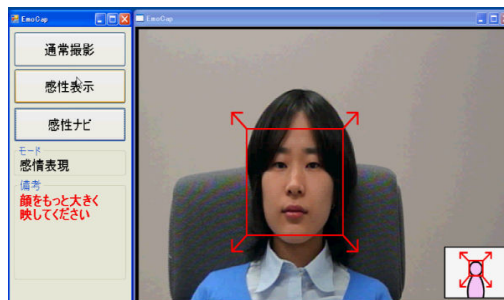 EmoCap
EmoCap
通常撮影
感性表示
感性ナビ
モード
感情表現
備考
顔をもっと大きく
映してください